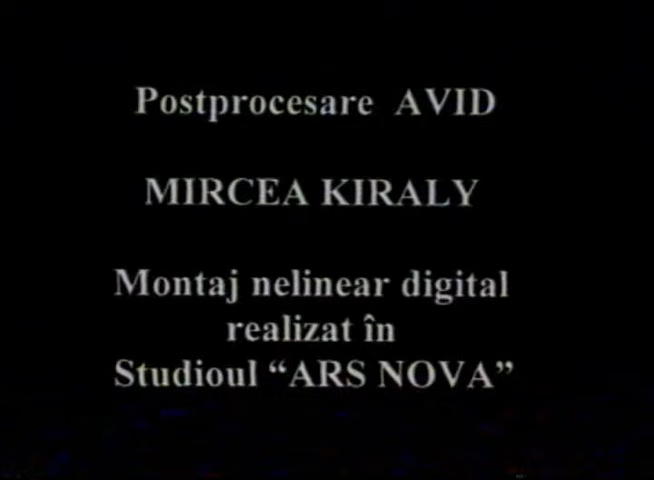 Postprocesare AVID
MIRCEA KIRALY
Montaj nelinear digital
realizat în
Studioul “ARS NOVA”